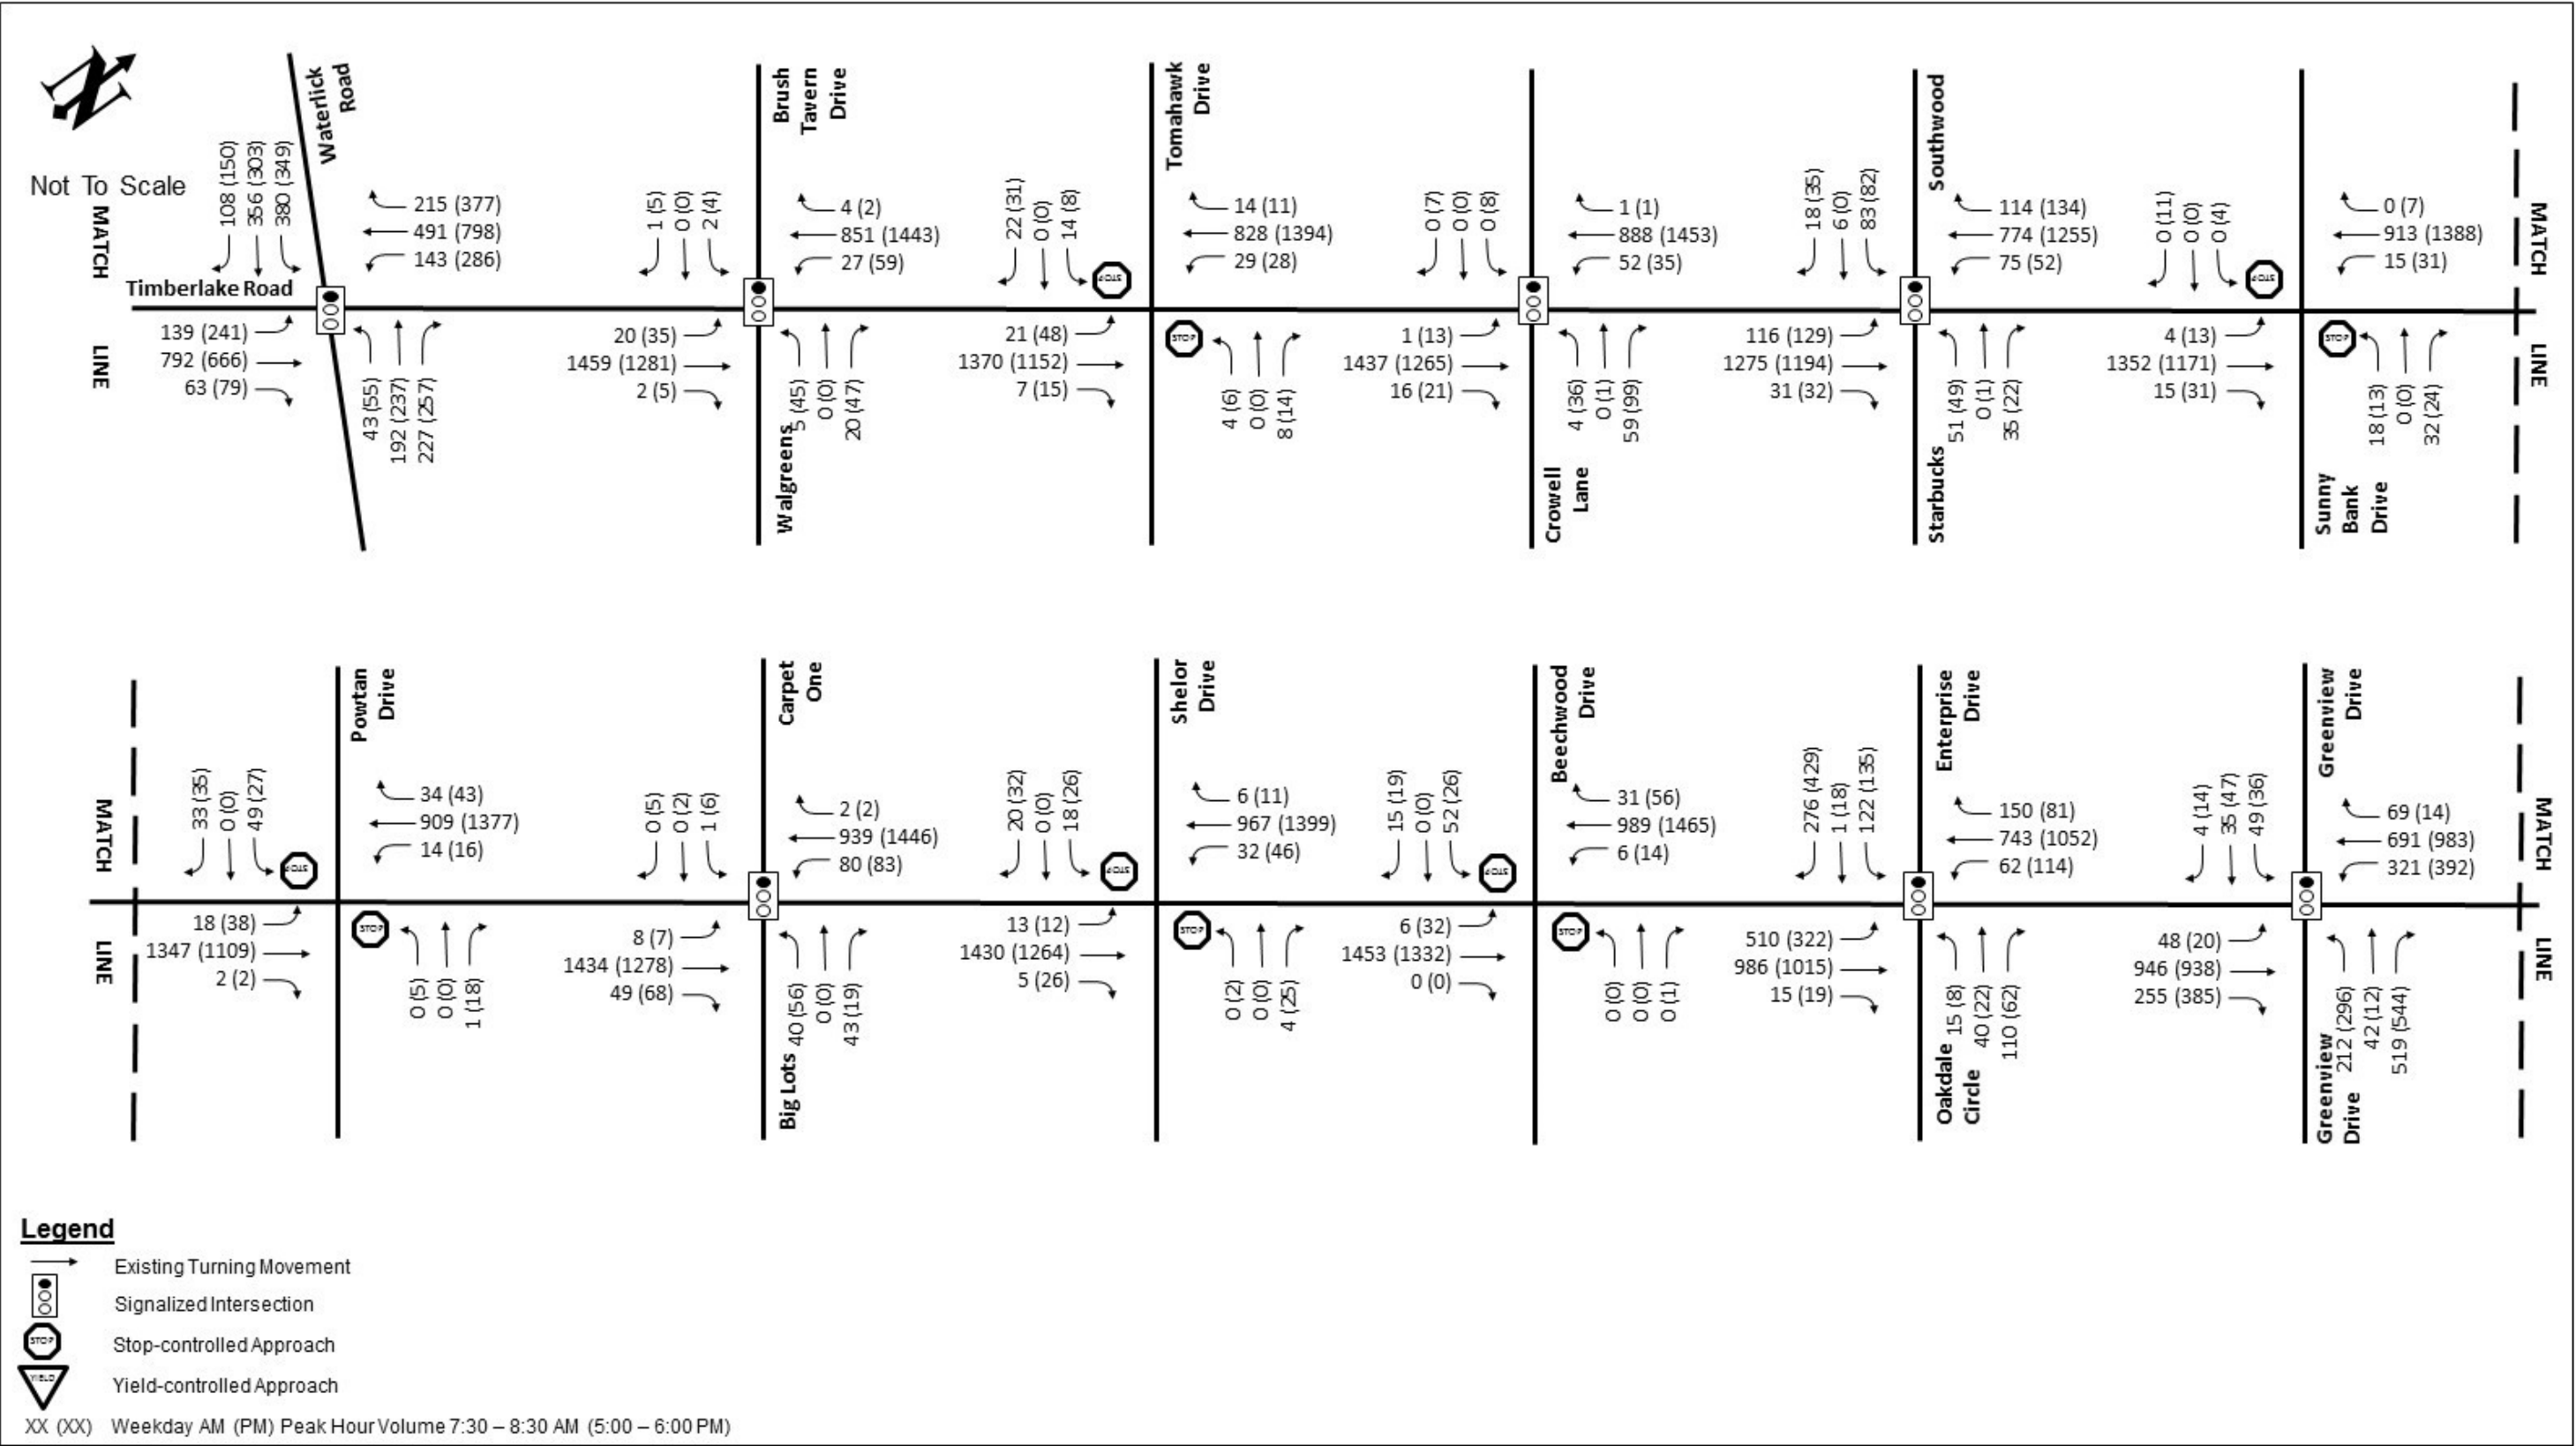 Not To Scale
MATCH
LINE
Timberlake Road
Waterlick
Road
108 (150)
356 (303)
380 (349)
215 (377)
491 (798)
143 (286)
139 (241)
792 (666)
63 (79)
43 (55)
192 (237)
227 (257)
Brush
Tavern
Drive
1 (5)
0 (0)
2 (4)
4 (2)
851 (1443)
27 (59)
20 (35)
1459 (1281)
2 (5)
Walgreens
5 (45)
0 (0)
20 (47)
Tomahawk
Drive
22 (31)
0 (0)
14 (8)
STOP
14 (11)
828 (1394)
29 (28)
21 (48)
1370 (1152)
7 (15)
STOP
4 (6)
0 (0)
8 (14)
0 (7)
0 (0)
0 (8)
1 (1)
888 (1453)
52 (35)
1 (13)
1437 (1265)
16 (21)
Crowell
Lane
4 (36)
0 (1)
59 (99)
Southwood
18 (35)
6 (0)
83 (82)
114 (134)
774 (1255)
75 (52)
116 (129)
1275 (1194)
31 (32)
Starbucks
51 (49)
0 (1)
35 (22)
0 (11)
0 (0)
0 (4)
STOP
0 (7)
913 (1388)
15 (31)
4 (13)
1352 (1171)
15 (31)
STOP
18 (13)
0 (0)
32 (24)
Sunny
Bank
Drive
MATCH
LINE
MATCH
LINE
Powtan
Drive
33 (35)
0 (0)
49 (27)
STOP
34 (43)
909 (1377)
14 (16)
18 (38)
1347 (1109)
2 (2)
STOP
0 (5)
0 (0)
1 (18)
Carpet
One
0 (5)
0 (2)
1 (6)
2 (2)
939 (1446)
80 (83)
8 (7)
1434 (1278)
49 (68)
Big Lots
40 (56)
0 (0)
43 (19)
Shelor
Drive
20 (32)
0 (0)
18 (26)
STOP
6 (11)
967 (1399)
32 (46)
13 (12)
1430 (1264)
5 (26)
STOP
0 (2)
0 (0)
4 (25)
Beechwood
Drive
15 (19)
0 (0)
52 (26)
STOP
31 (56)
989 (1465)
6 (14)
6 (32)
1453 (1332)
0 (0)
STOP
0 (0)
0 (0)
0 (1)
Enterprise
Drive
276 (429)
1 (18)
122 (135)
150 (81)
743 (1052)
62 (114)
510 (322)
986 (1015)
15 (19)
Oakdale
Circle
15 (8)
40 (22)
110 (62)
Greenview
Drive
4 (14)
35 (47)
49 (36)
69 (14)
691 (983)
321 (392)
48 (20)
946 (938)
255 (385)
Greenview
Drive
212 (296)
42 (12)
519 (544)
MATCH
LINE
Legend
Existing Turning Movement
Signalized Intersection
STOP
Stop-controlled Approach
YIELD
Yield-controlled Approach
XX (XX) Weekday AM (PM) Peak Hour Volume 7:30 – 8:30 AM (5:00 – 6:00 PM)